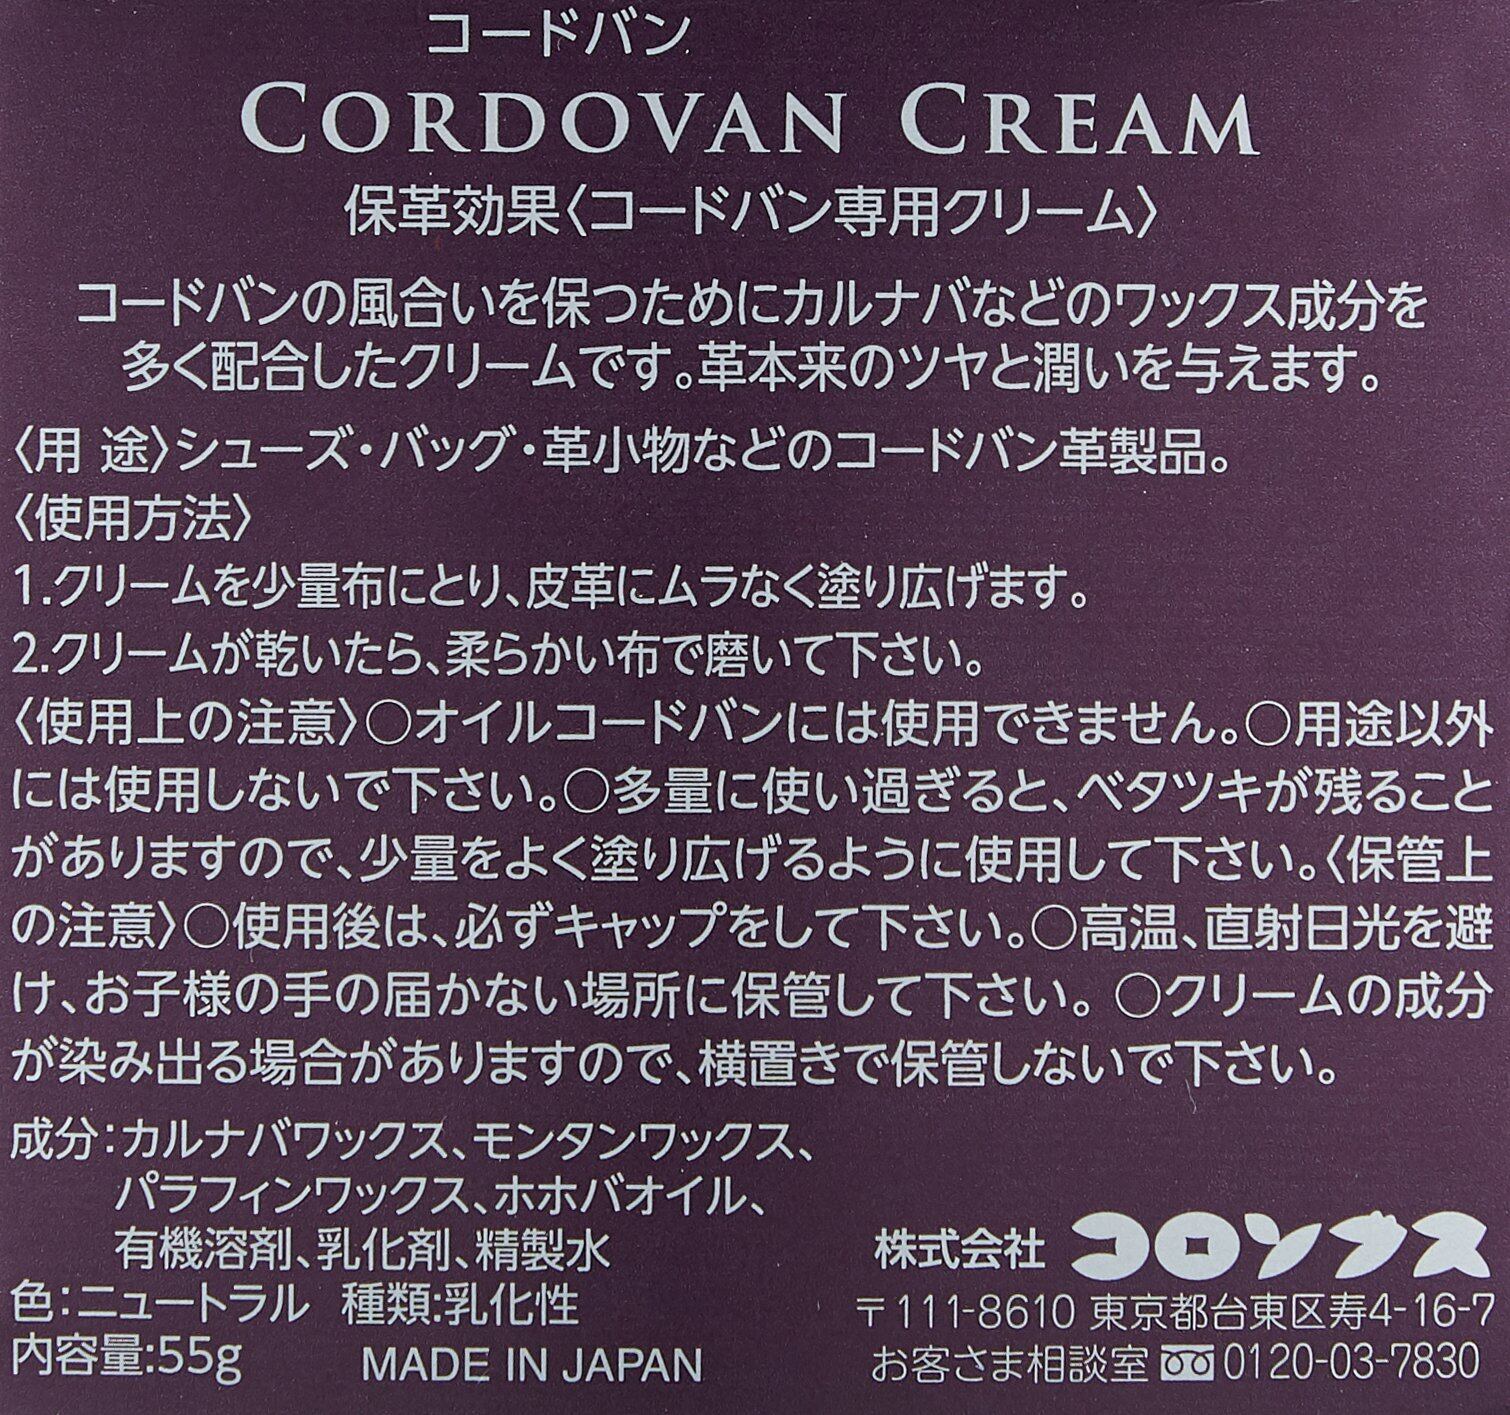 コードバン
CORDOVAN CREAM
保革効果〈コードバン専用クリーム〉
コードバンの風合いを保つためにカルナバなどのワックス成分を
多く配合したクリームです。革本来のツヤと潤いを与えます。
〈用 途〉シューズ・バッグ・革小物などのコードバン革製品。
〈使用方法〉
1.クリームを少量布にとり、皮革にムラなく塗り広げます。
2.クリームが乾いたら、柔らかい布で磨いて下さい。
〈使用上の注意〉○オイルコードバンには使用できません。○用途以外
には使用しないで下さい。○多量に使い過ぎると、ベタツキが残ること
がありますので、少量をよく塗り広げるように使用して下さい。〈保管上
の注意〉○使用後は、必ずキャップをして下さい。○高温、直射日光を避
け、お子様の手の届かない場所に保管して下さい。 ○クリームの成分
が染み出る場合がありますので、横置きで保管しないで下さい。
成分:カルナバワックス、モンタンワックス、
パラフィンワックス、ホホバオイル、
有機溶剤、乳化剤、精製水
色:ニュートラル 種類:乳化性
内容量:55g MADE IN JAPAN
株式会社 コロンブス
〒111-8610 東京都台東区寿4-16-7
お客さま相談室 0120-03-7830